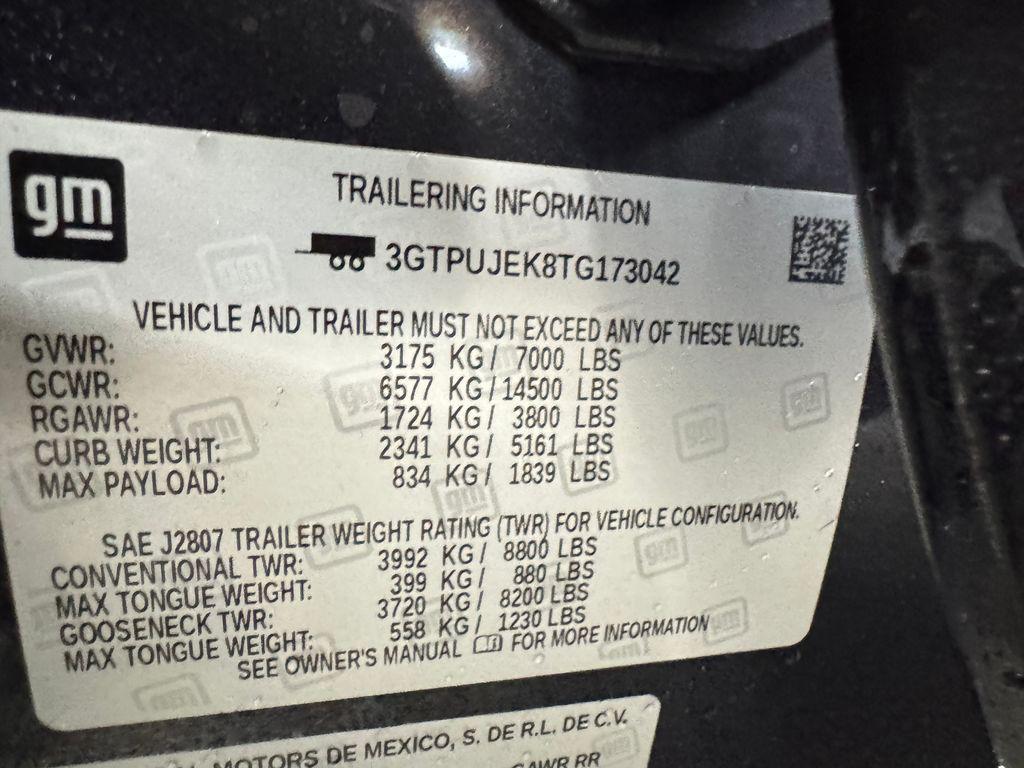 gm
TRAILERING INFORMATION
3GTPUJEK8TG173042
VEHICLE AND TRAILER MUST NOT EXCEED ANY OF THESE VALUES.
GVWR: 3175 KG/ 7000 LBS
GCWR: 6577 KG/14500 LBS
RGAWR: 1724 KG/ 3800 LBS
CURB WEIGHT: 2341 KG/ 5161 LBS
MAX PAYLOAD: 834 KG/ 1839 LBS
SAE J2807 TRAILER WEIGHT RATING (TWR) FOR VEHICLE CONFIGURATION.
CONVENTIONAL TWR: 3992 KG/ 8800 LBS
MAX TONGUE WEIGHT: 399 KG/ 880 LBS
GOOSENECK TWR: 3720 KG/ 8200 LBS
MAX TONGUE WEIGHT: 558 KG/ 1230 LBS
SEE OWNER'S MANUAL FOR MORE INFORMATION
MOTORS DE MEXICO, S. DE R.L. DE C.V.
GAWR RR